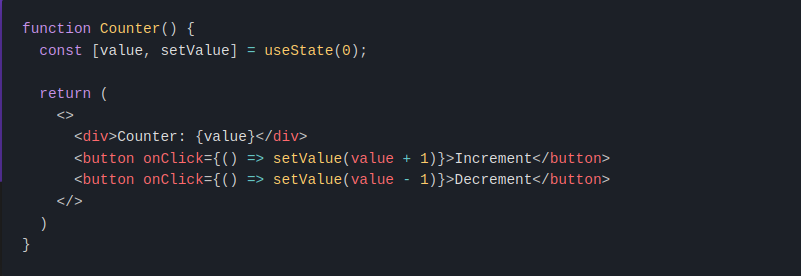 function Counter() {
  const [value, setValue] = useState(0);

  return (
    <>
      <div>Counter: {value}</div>
      <button onClick={() => setValue(value + 1)}>Increment</button>
      <button onClick={() => setValue(value - 1)}>Decrement</button>
    </>
  )
}